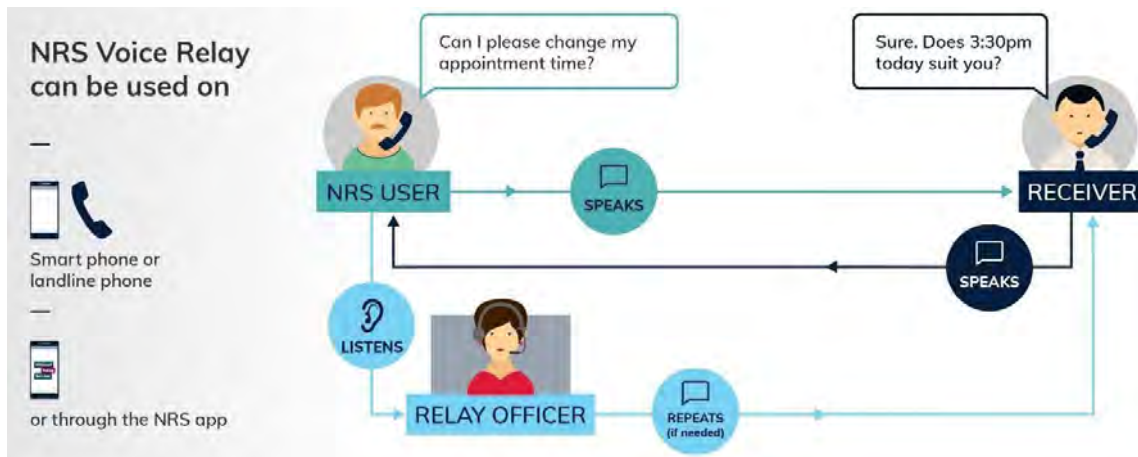 NRS Voice Relay
can be used on
Smart phone or
landline phone
or through the NRS app
Can I please change my
appointment time?
Sure. Does 3:30pm
today suit you?
NRS USER
SPEAKS
RECEIVER
SPEAKS
LISTENS
RELAY OFFICER
REPEATS
(if needed)